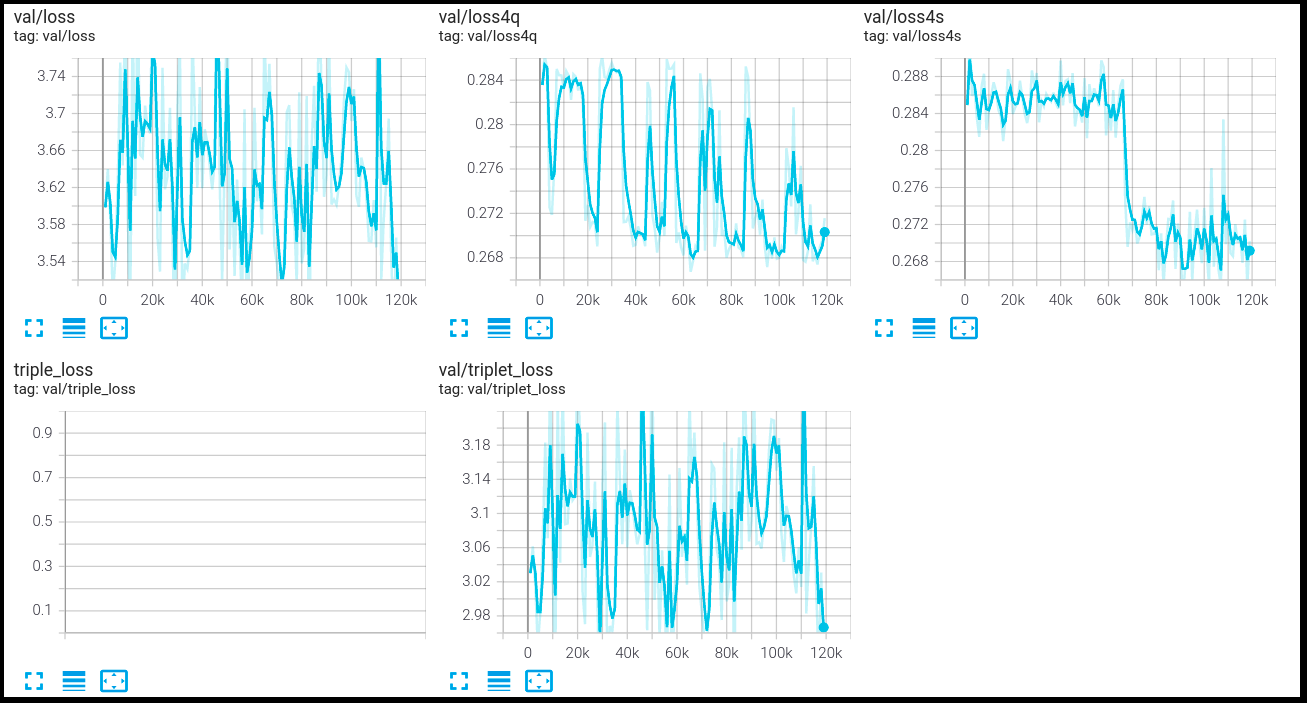 val/loss
tag: val/loss
3.74
3.7
3.66
3.62
3.58
3.54
0 20k 40k 60k 80k 100k 120k
val/loss4q
tag: val/loss4q
0.284
0.28
0.276
0.272
0.268
0 20k 40k 60k 80k 100k 120k
val/loss4s
tag: val/loss4s
0.288
0.284
0.28
0.276
0.272
0.268
0 20k 40k 60k 80k 100k 120k
triple_loss
tag: val/triple_loss
0.9
0.7
0.5
0.3
0.1
val/triplet_loss
tag: val/triplet_loss
3.18
3.14
3.1
3.06
3.02
2.98
0 20k 40k 60k 80k 100k 120k